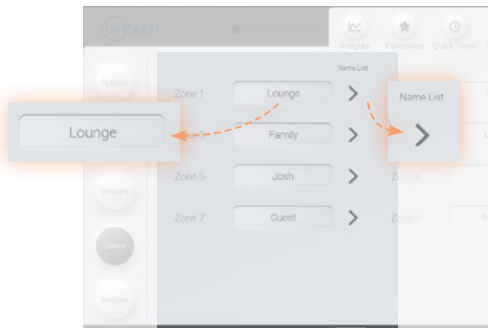 airtouch
Insights Favourites Quick Timer
Name List
Options
Zone 1 Lounge > Name List
Lounge
Family >
Sensors
Zone 5 Josh >
Zone 7 Guest >
Zones
Installer